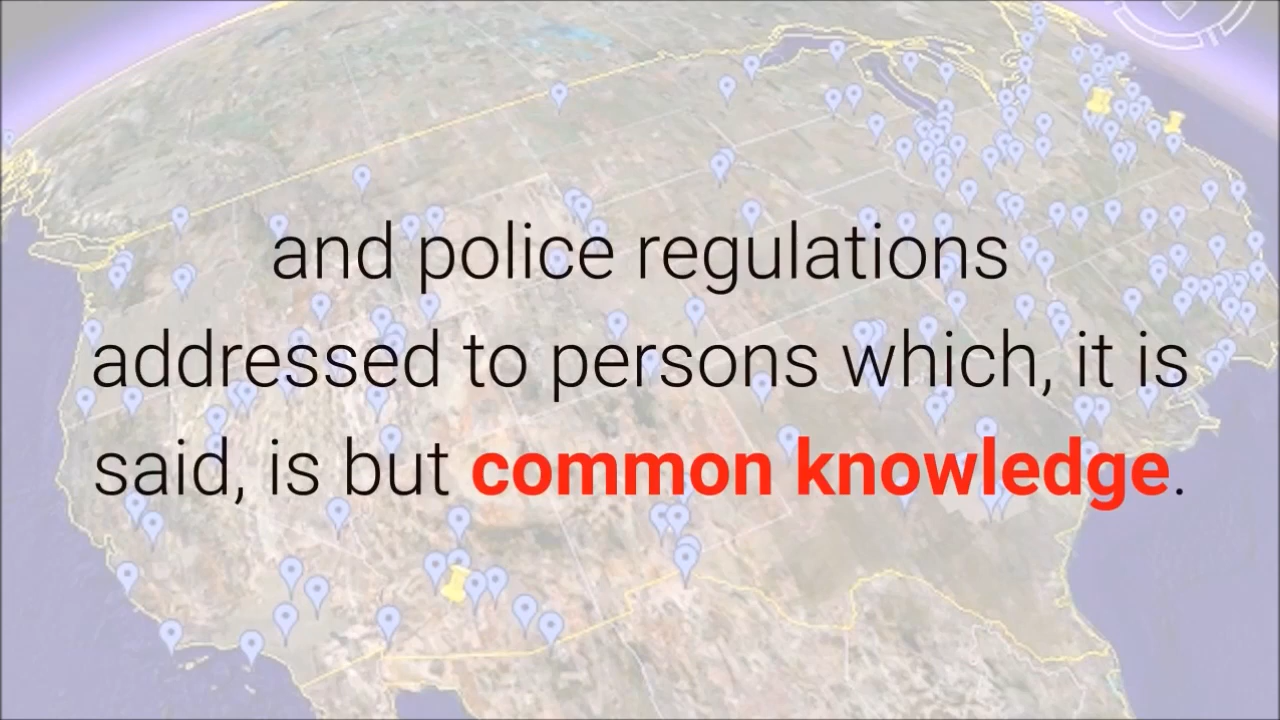 and police regulations
addressed to persons which, it is
said, is but common knowledge.